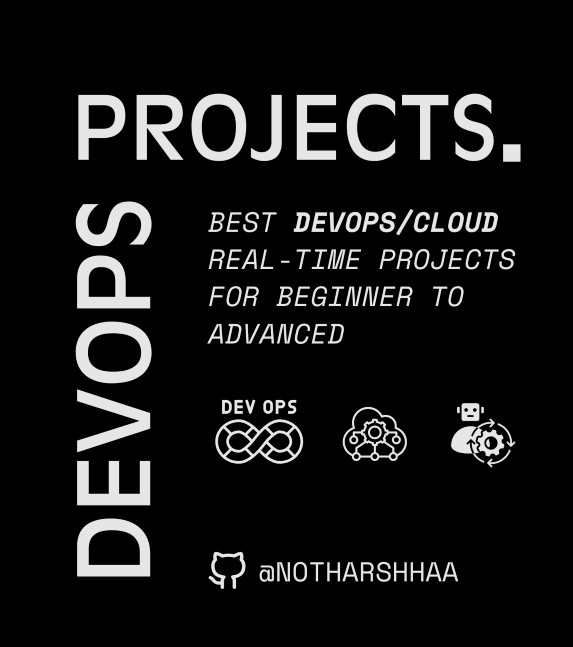 PROJECTS.
DEVOPS
BEST DEVOPS/CLOUD
REAL-TIME PROJECTS
FOR BEGINNER TO
ADVANCED
DEV OPS
@NOTHARSHHAA